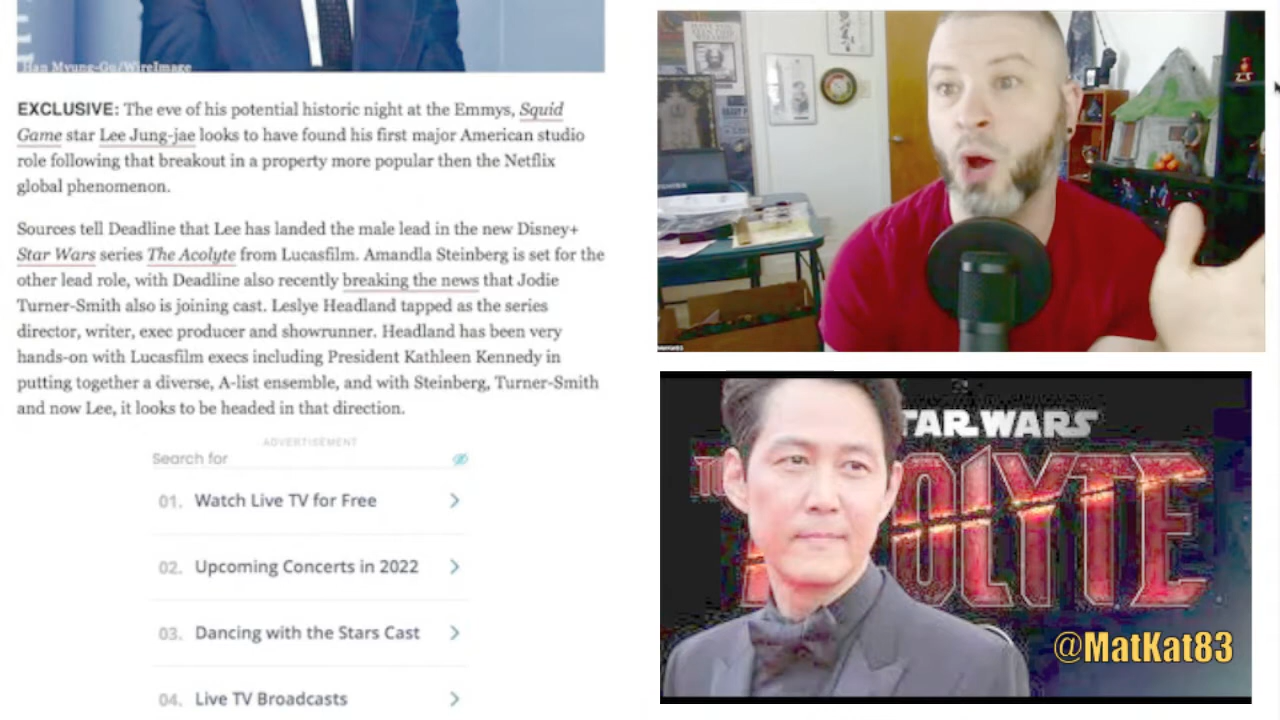 Han Myung-Gu/WireImage
EXCLUSIVE: The eve of his potential historic night at the Emmys, Squid
Game star Lee Jung-jae looks to have found his first major American studio
role following that breakout in a property more popular then the Netflix
global phenomenon.
Sources tell Deadline that Lee has landed the male lead in the new Disney+
Star Wars series The Acolyte from Lucasfilm. Amandla Steinberg is set for the
other lead role, with Deadline also recently breaking the news that Jodie
Turner-Smith also is joining cast. Leslye Headland tapped as the series
director, writer, exec producer and showrunner. Headland has been very
hands-on with Lucasfilm execs including President Kathleen Kennedy in
putting together a diverse, A-list ensemble, and with Steinberg, Turner-Smith
and now Lee, it looks to be headed in that direction.
ADVERTISEMENT
Search for
01. Watch Live TV for Free
02. Upcoming Concerts in 2022
03. Dancing with the Stars Cast
04. Live TV Broadcasts
TAR WARS
OLYTE
@MatKat83